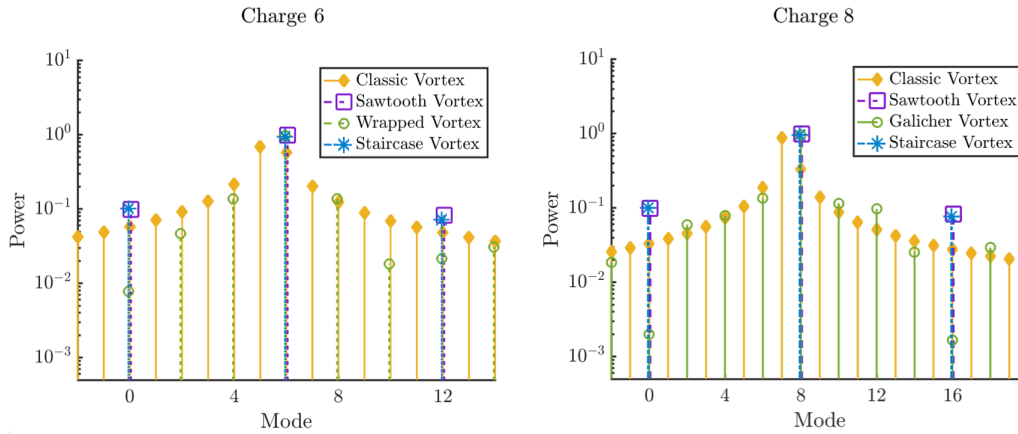 Charge 6
Power
10^1
10^0
10^-1
10^-2
10^-3
Classic Vortex
Sawtooth Vortex
Wrapped Vortex
Staircase Vortex
0 4 8 12
Mode
Charge 8
Power
10^1
10^0
10^-1
10^-2
10^-3
Classic Vortex
Sawtooth Vortex
Galicher Vortex
Staircase Vortex
0 4 8 12 16
Mode